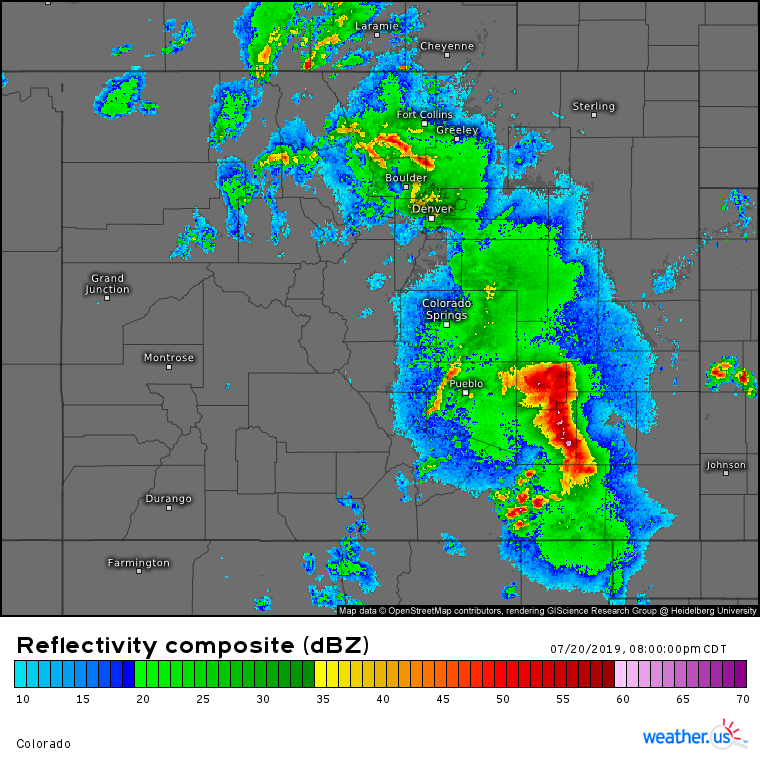 Laramie
Cheyenne
Sterling
Fort Collins
Greeley
Boulder
Denver
Grand
Junction
Colorado
Springs
Montrose
Pueblo
Johnson
Durango
Farmington
Map data © OpenStreetMap contributors, rendering GIScience Research Group @ Heidelberg University
Reflectivity composite (dBZ)
07/20/2019, 08:00:00pm CDT
10 15 20 25 30 35 40 45 50 55 60 65 70
Colorado
weather.us